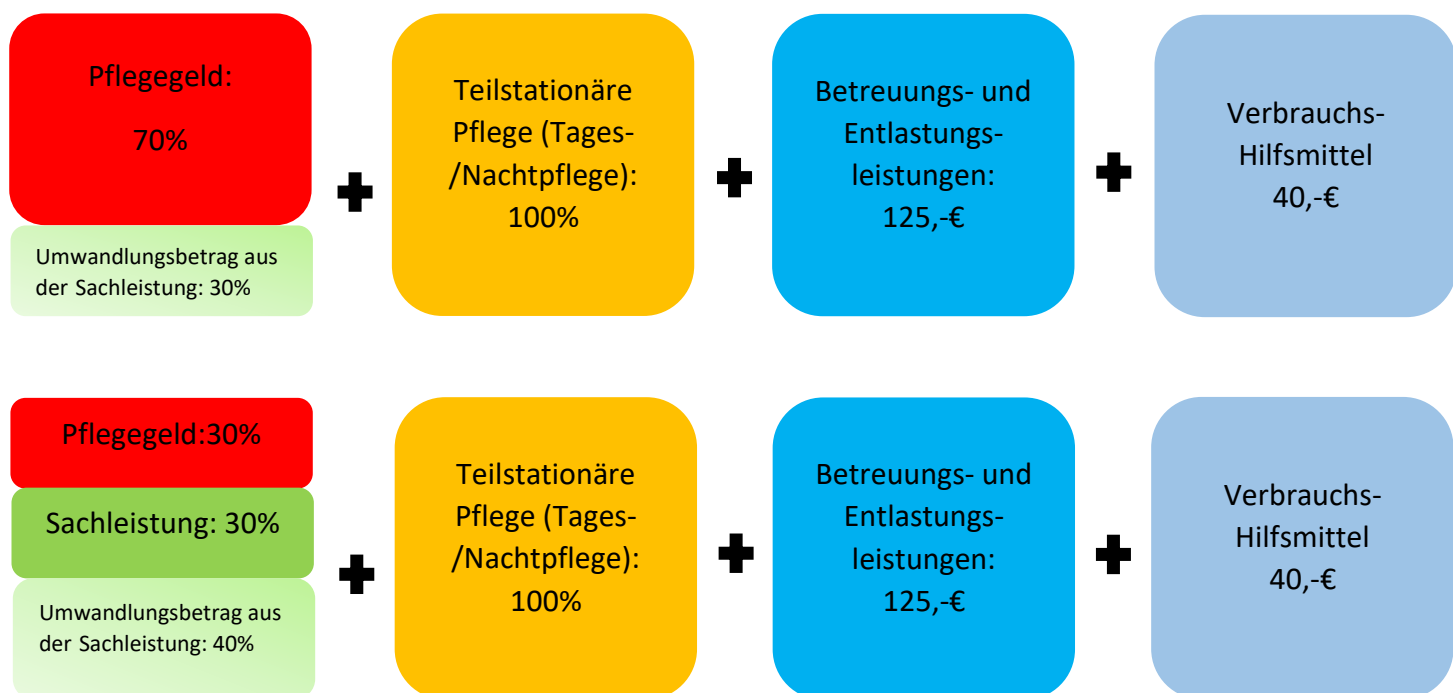 Pflegegeld:
70%
Umwandlungsbetrag aus
der Sachleistung: 30%
Teilstationäre
Pflege (Tages-
/Nachtpflege):
100%
Betreuungs- und
Entlastungs-
leistungen:
125,-€
Verbrauchs-
Hilfsmittel
40,-€
Pflegegeld:30%
Sachleistung: 30%
Umwandlungsbetrag aus
der Sachleistung: 40%
Teilstationäre
Pflege (Tages-
/Nachtpflege):
100%
Betreuungs- und
Entlastungs-
leistungen:
125,-€
Verbrauchs-
Hilfsmittel
40,-€